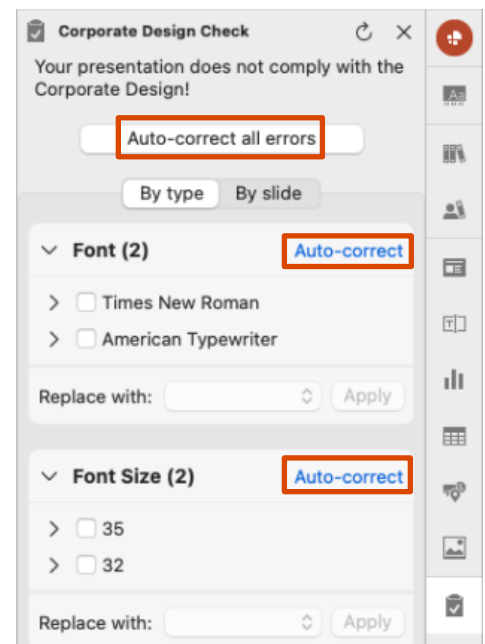 Corporate Design Check
Your presentation does not comply with the
Corporate Design!
Auto-correct all errors
By type By slide
Font (2) Auto-correct
Times New Roman
American Typewriter
Replace with: Apply
Font Size (2) Auto-correct
35
32
Replace with: Apply
Aa
T